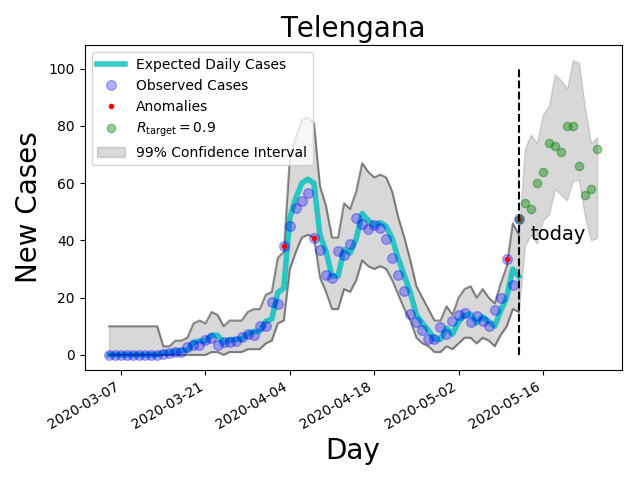 Telengana
Expected Daily Cases
Observed Cases
Anomalies
R_target = 0.9
99% Confidence Interval
New Cases
100
80
60
40
20
0
today
2020-03-07
2020-03-21
2020-04-04
2020-04-18
2020-05-02
2020-05-16
Day